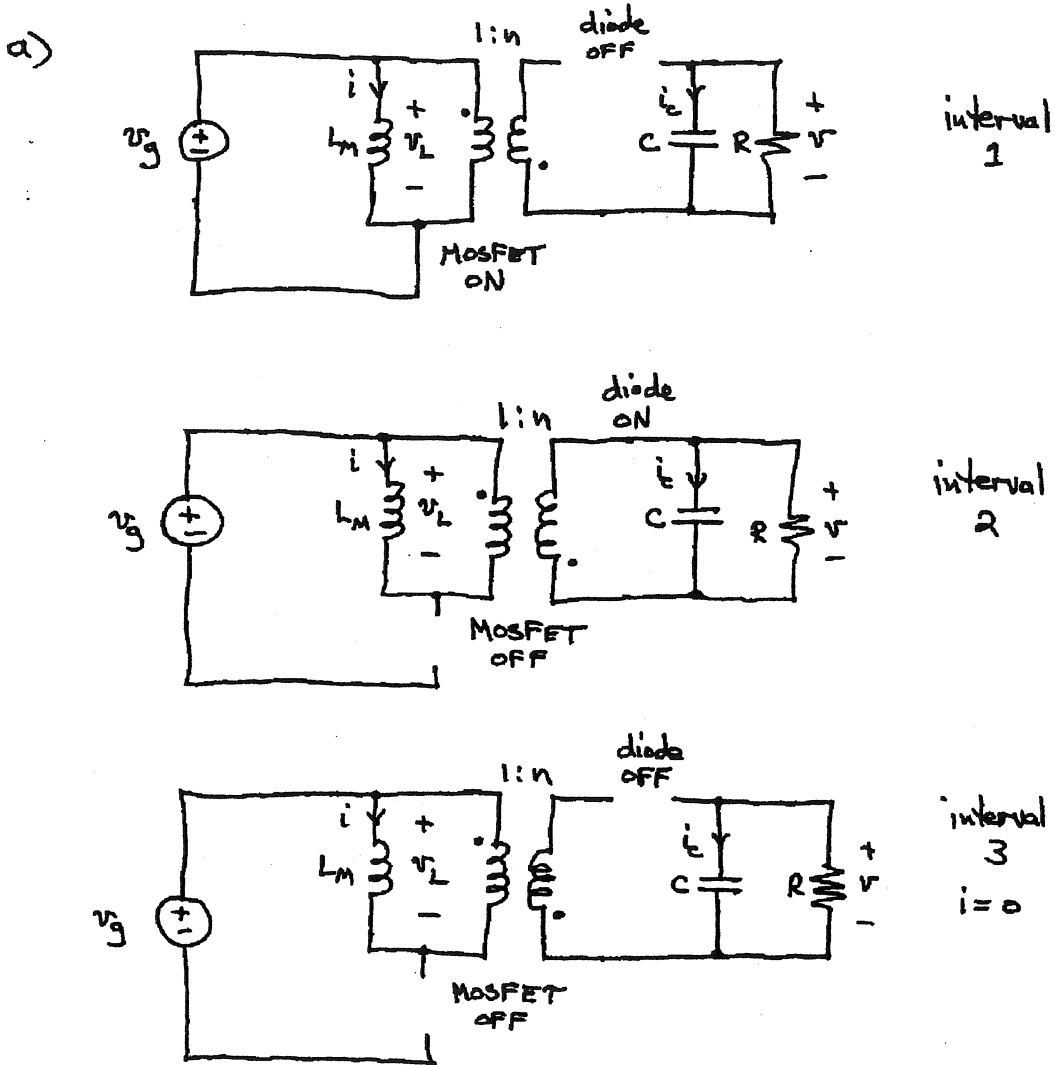 a)
1:n
diode
OFF
i
+
v_g
+
-
L_M
v_L
-
i_c
C
R
+
v
-
interval
1
MOSFET
ON
1:n
diode
ON
i
+
v_g
+
-
L_M
v_L
-
i_c
C
R
+
v
-
interval
2
MOSFET
OFF
1:n
diode
OFF
i
+
v_g
+
-
L_M
v_L
-
i_c
C
R
+
v
-
interval
3
i = 0
MOSFET
OFF